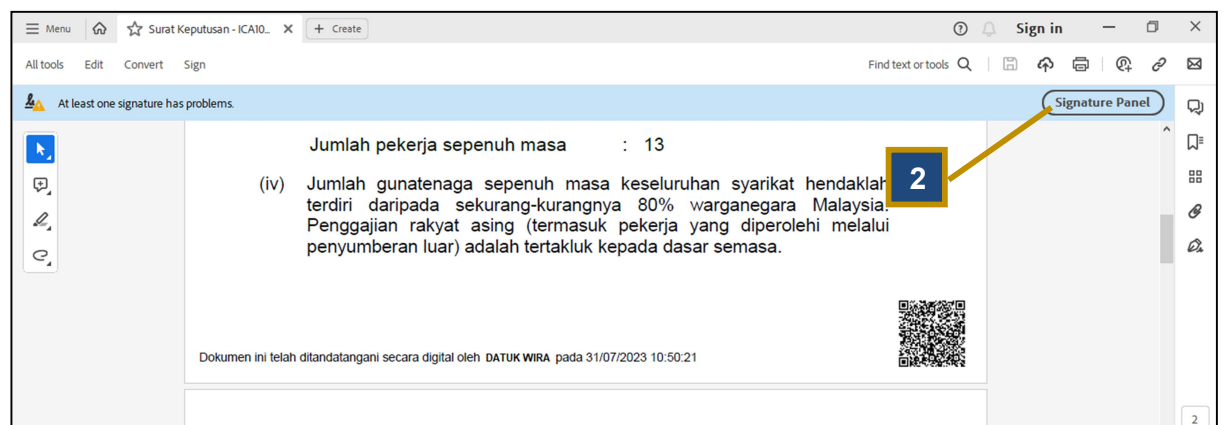 Menu Surat Keputusan - ICA10... + Create Sign in
All tools Edit Convert Sign Find text or tools
At least one signature has problems. Signature Panel
Jumlah pekerja sepenuh masa : 13
2
(iv) Jumlah gunatenaga sepenuh masa keseluruhan syarikat hendaklah
terdiri daripada sekurang-kurangnya 80% warganegara Malaysia.
Penggajian rakyat asing (termasuk pekerja yang diperolehi melalui
penyumberan luar) adalah tertakluk kepada dasar semasa.
Dokumen ini telah ditandatangani secara digital oleh DATUK WIRA pada 31/07/2023 10:50:21
2